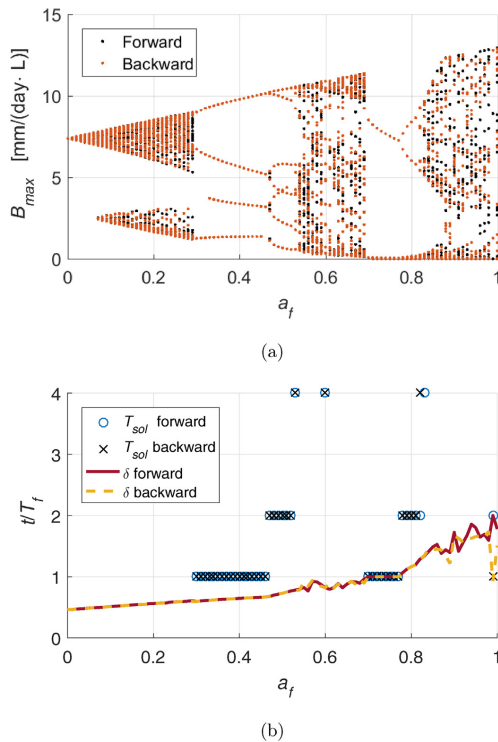 15
10
5
0
B_max [mm/(day· L)]
Forward
Backward
0 0.2 0.4 0.6 0.8 1
a_f
(a)
4
3
2
1
0
t/T_f
T_sol forward
T_sol backward
δ forward
δ backward
0 0.2 0.4 0.6 0.8 1
a_f
(b)